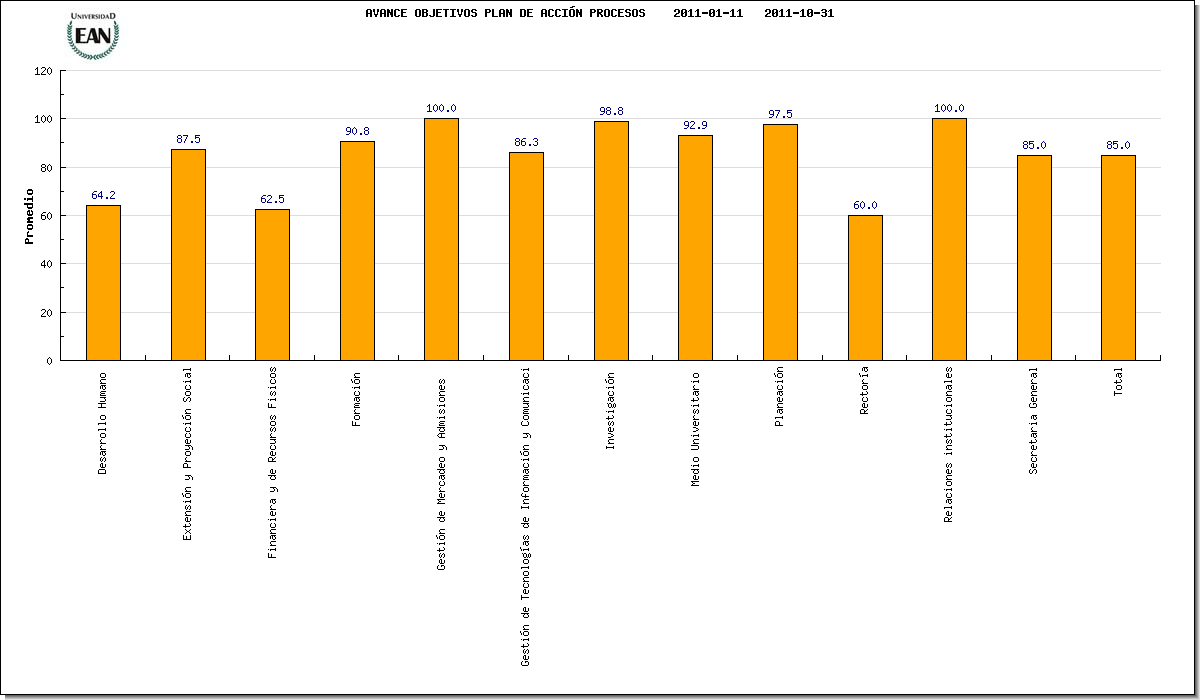 UNIVERSIDAD
EAN
AVANCE OBJETIVOS PLAN DE ACCIÓN PROCESOS 2011-01-11 2011-10-31
Promedio
120
100
80
60
40
20
0
64.2
87.5
62.5
90.8
100.0
86.3
98.8
92.9
97.5
60.0
100.0
85.0
85.0
Desarrollo Humano
Extensión y Proyección Social
Financiera y de Recursos Fisicos
Formación
Gestión de Mercadeo y Admisiones
Gestión de Tecnologías de Información y Comunicaci
Investigación
Medio Universitario
Planeación
Rectoría
Relaciones institucionales
Secretaria General
Total